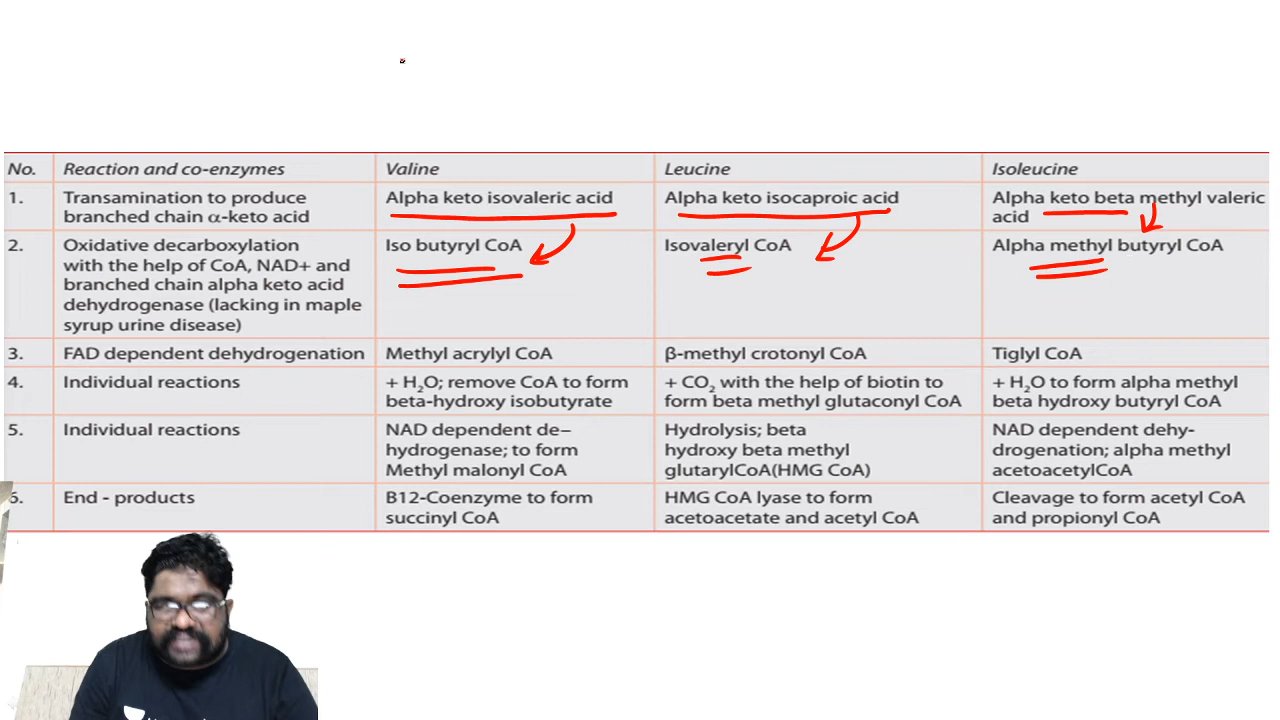 No. Reaction and co-enzymes Valine Leucine Isoleucine
1. Transamination to produce Alpha keto isovaleric acid Alpha keto isocaproic acid Alpha keto beta methyl valeric
branched chain α-keto acid acid
2. Oxidative decarboxylation Iso butyryl CoA Isovaleryl CoA Alpha methyl butyryl CoA
with the help of CoA, NAD+ and
branched chain alpha keto acid
dehydrogenase (lacking in maple
syrup urine disease)
3. FAD dependent dehydrogenation Methyl acrylyl CoA β-methyl crotonyl CoA Tiglyl CoA
4. Individual reactions + H₂O; remove CoA to form + CO₂ with the help of biotin to + H₂O to form alpha methyl
beta-hydroxy isobutyrate form beta methyl glutaconyl CoA beta hydroxy butyryl CoA
5. Individual reactions NAD dependent de– Hydrolysis; beta NAD dependent dehy-
hydrogenase; to form hydroxy beta methyl drogenation; alpha methyl
Methyl malonyl CoA glutarylCoA(HMG CoA) acetoacetylCoA
6. End - products B12-Coenzyme to form HMG CoA lyase to form Cleavage to form acetyl CoA
succinyl CoA acetoacetate and acetyl CoA and propionyl CoA